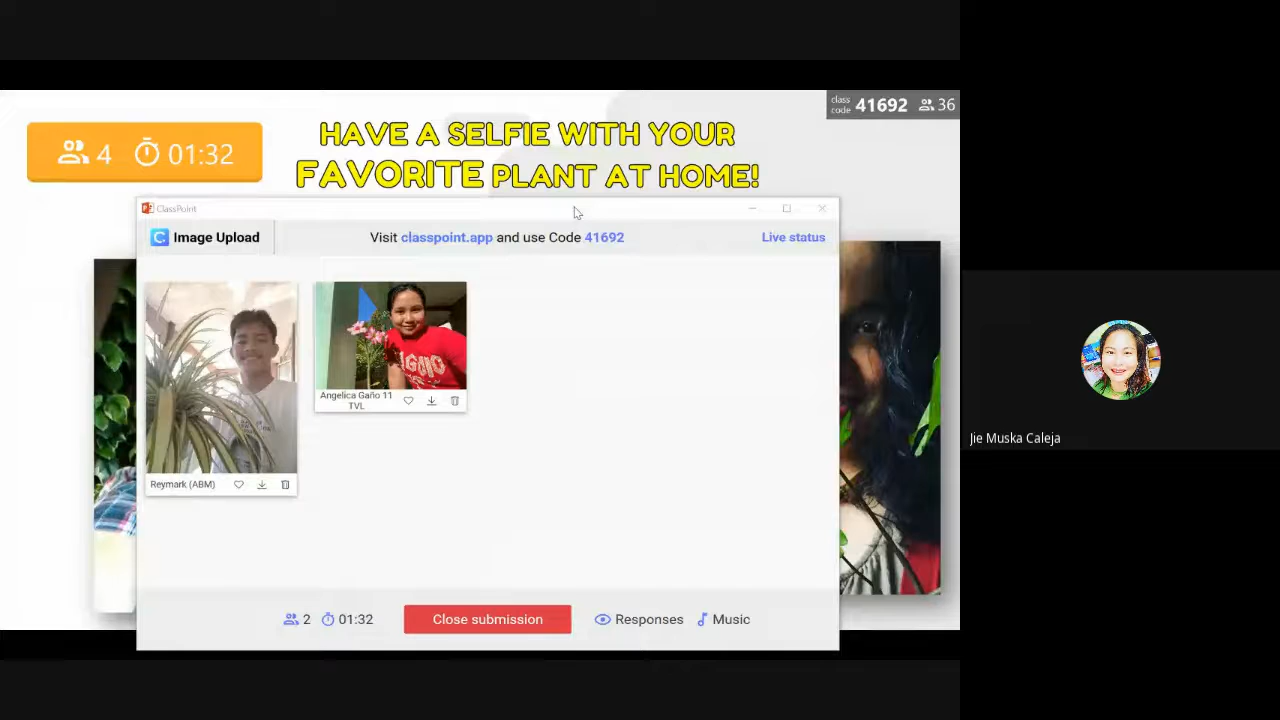 class code 41692 36
4 01:32
HAVE A SELFIE WITH YOUR
FAVORITE PLANT AT HOME!
ClassPoint
Image Upload
Visit classpoint.app and use Code 41692
Live status
Angelica Gaño 11
TVL
Reymark (ABM)
2 01:32
Close submission
Responses
Music
Jie Muska Caleja